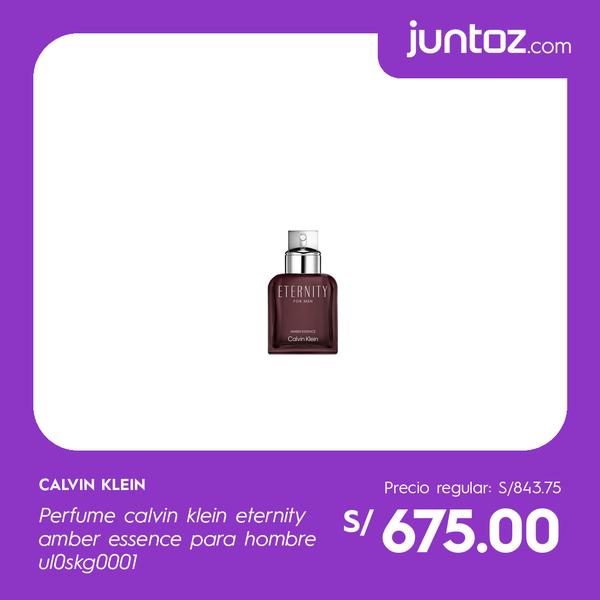 juntoz.com
ETERNITY
FOR MEN
AMBER ESSENCE
Calvin Klein
CALVIN KLEIN
Perfume calvin klein eternity
amber essence para hombre
ul0skg0001
Precio regular: S/843.75
S/ 675.00